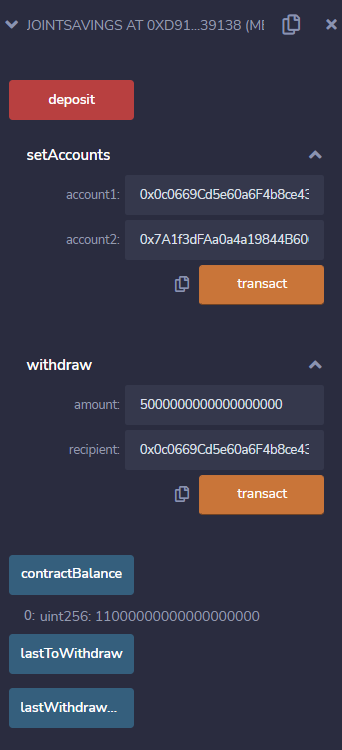 JOINTSAVINGS AT 0XD91...39138 (ME
deposit
setAccounts
account1: 0x0c0669Cd5e60a6F4b8ce43
account2: 0x7A1f3dFAa0a4a19844B60
transact
withdraw
amount: 5000000000000000000
recipient: 0x0c0669Cd5e60a6F4b8ce43
transact
contractBalance
0: uint256: 11000000000000000000
lastToWithdraw
lastWithdraw...